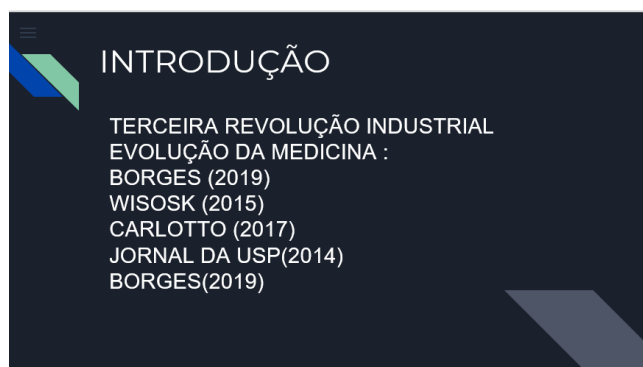 INTRODUÇÃO
TERCEIRA REVOLUÇÃO INDUSTRIAL
EVOLUÇÃO DA MEDICINA :
BORGES (2019)
WISOSK (2015)
CARLOTTO (2017)
JORNAL DA USP(2014)
BORGES(2019)